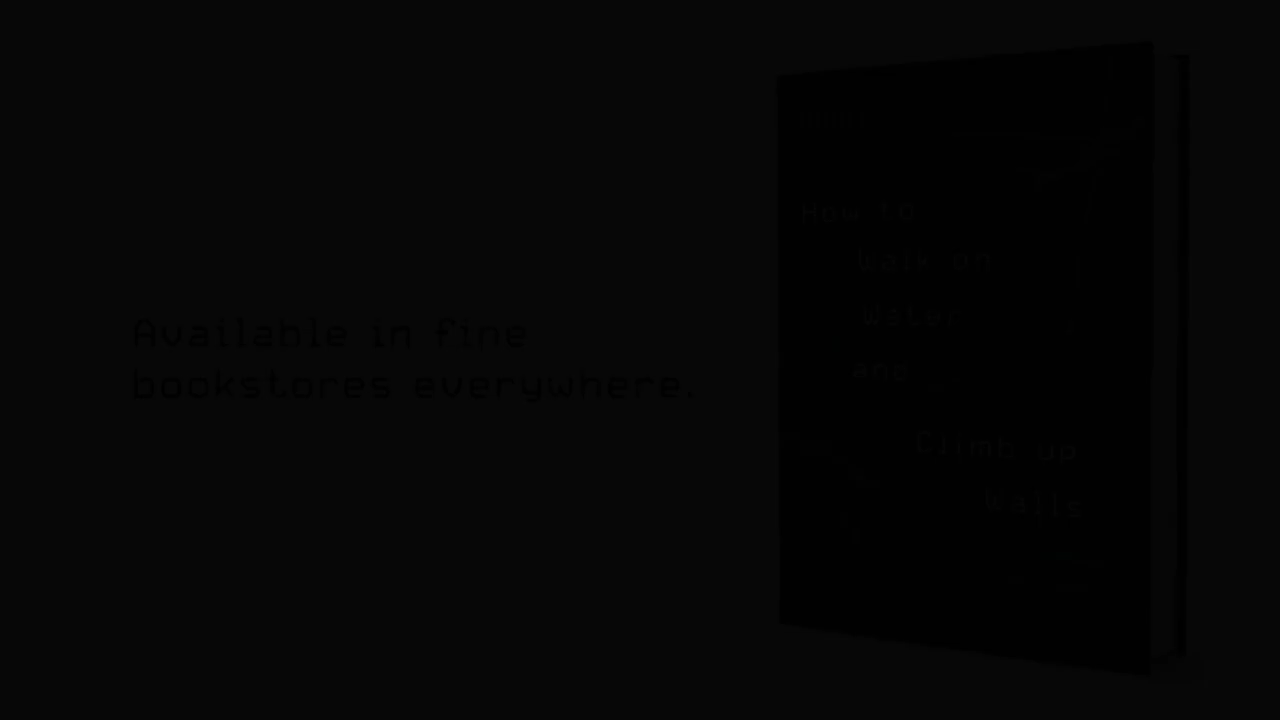 Available in fine
bookstores everywhere.
How to
Walk on
Water
and
Climb up
Walls